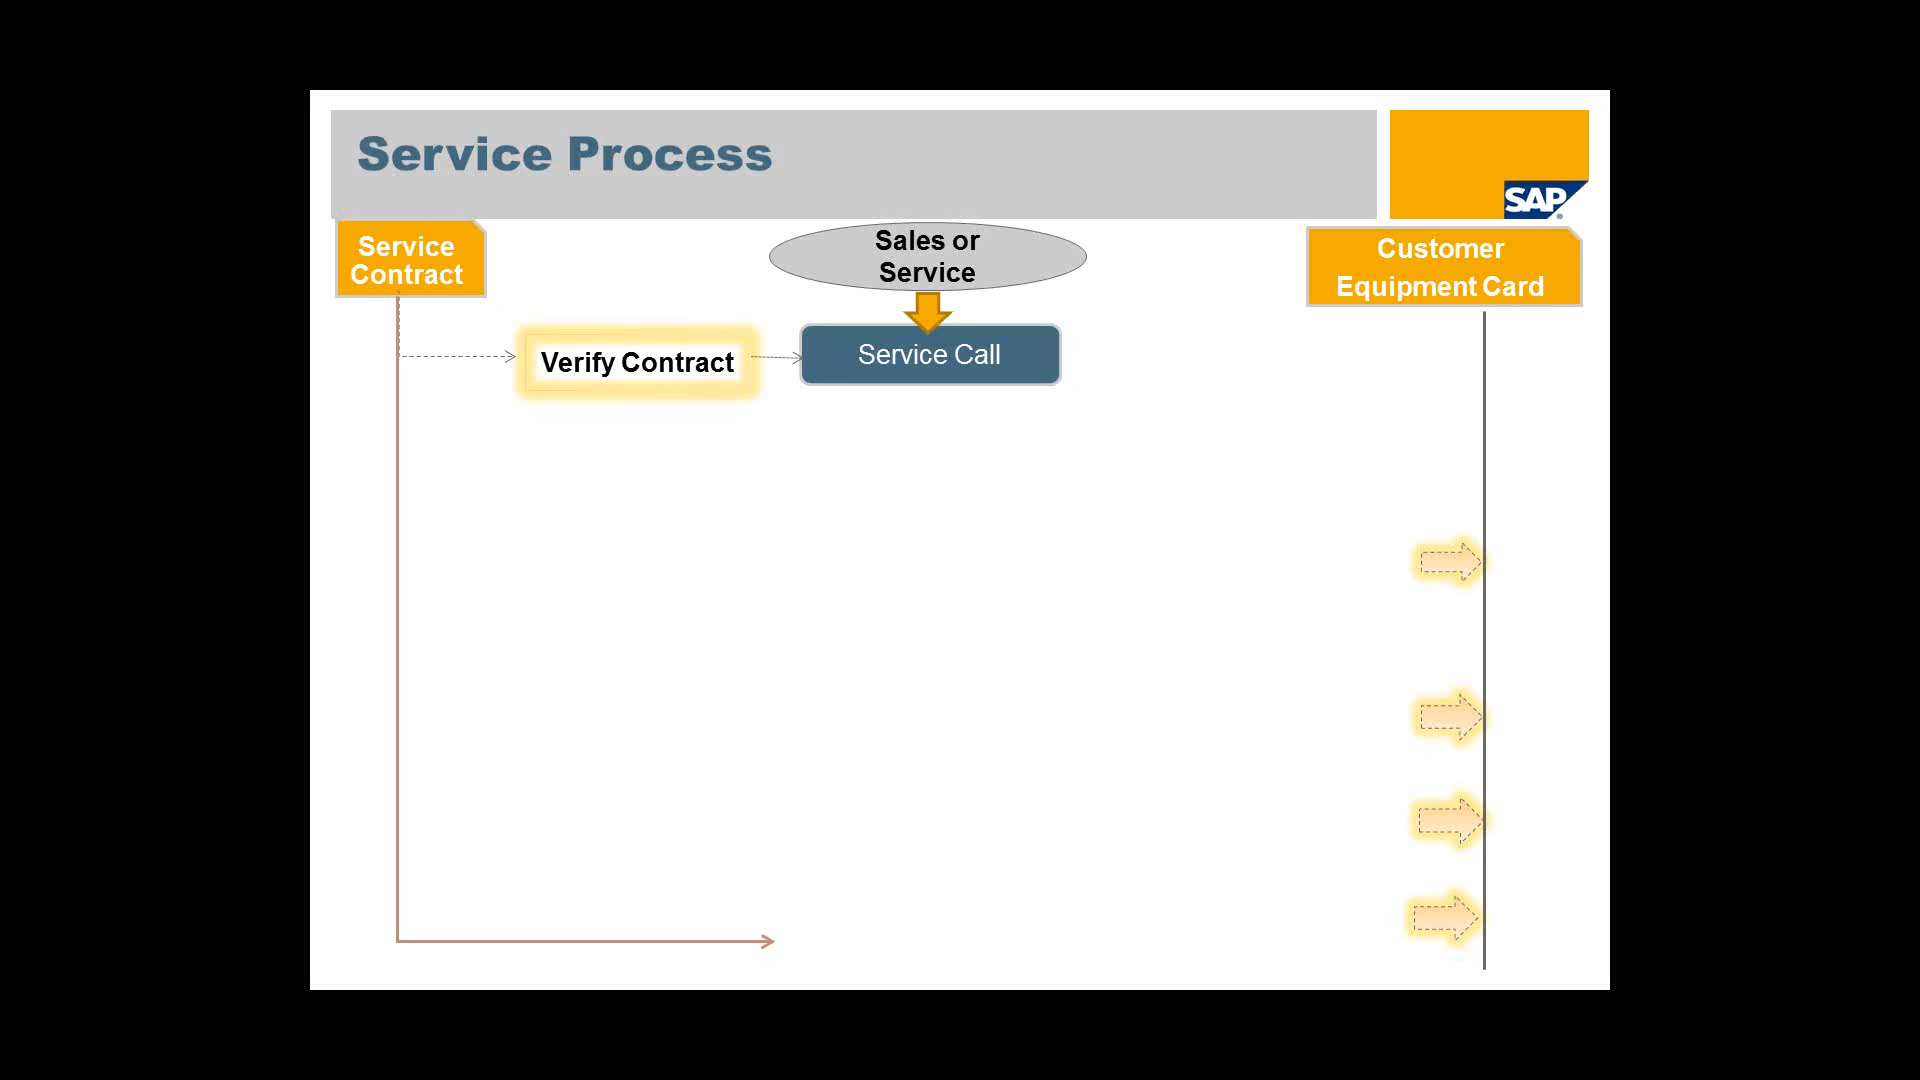 Service Process
SAP
®
Service
Contract
Sales or
Service
Customer
Equipment Card
Verify Contract
Service Call